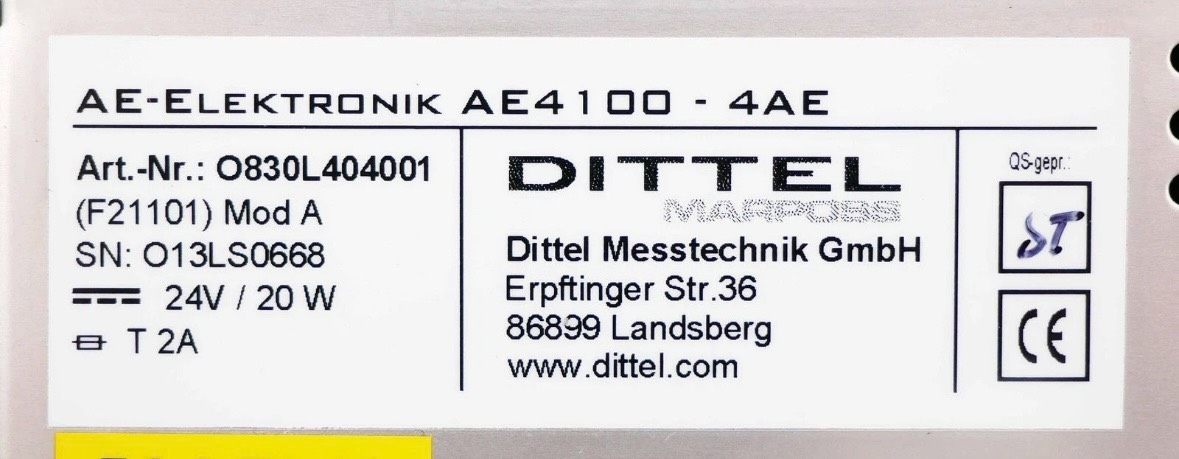 AE-ELEKTRONIK AE4100 - 4AE
Art.-Nr.: O830L404001
(F21101) Mod A
SN: O13LS0668
24V / 20 W
T 2A
DITTEL
MARPOSS
Dittel Messtechnik GmbH
Erpftinger Str.36
86899 Landsberg
www.dittel.com
QS-gepr.:
ST
CE